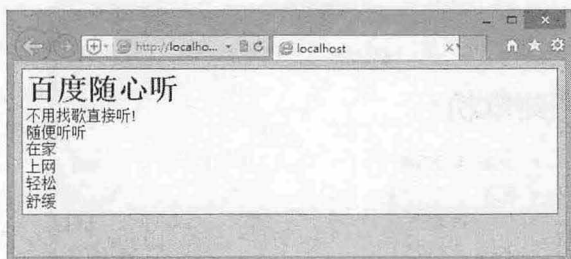 http://localho...
localhost
百度随心听
不用找歌直接听!
随便听听
在家
上网
轻松
舒缓